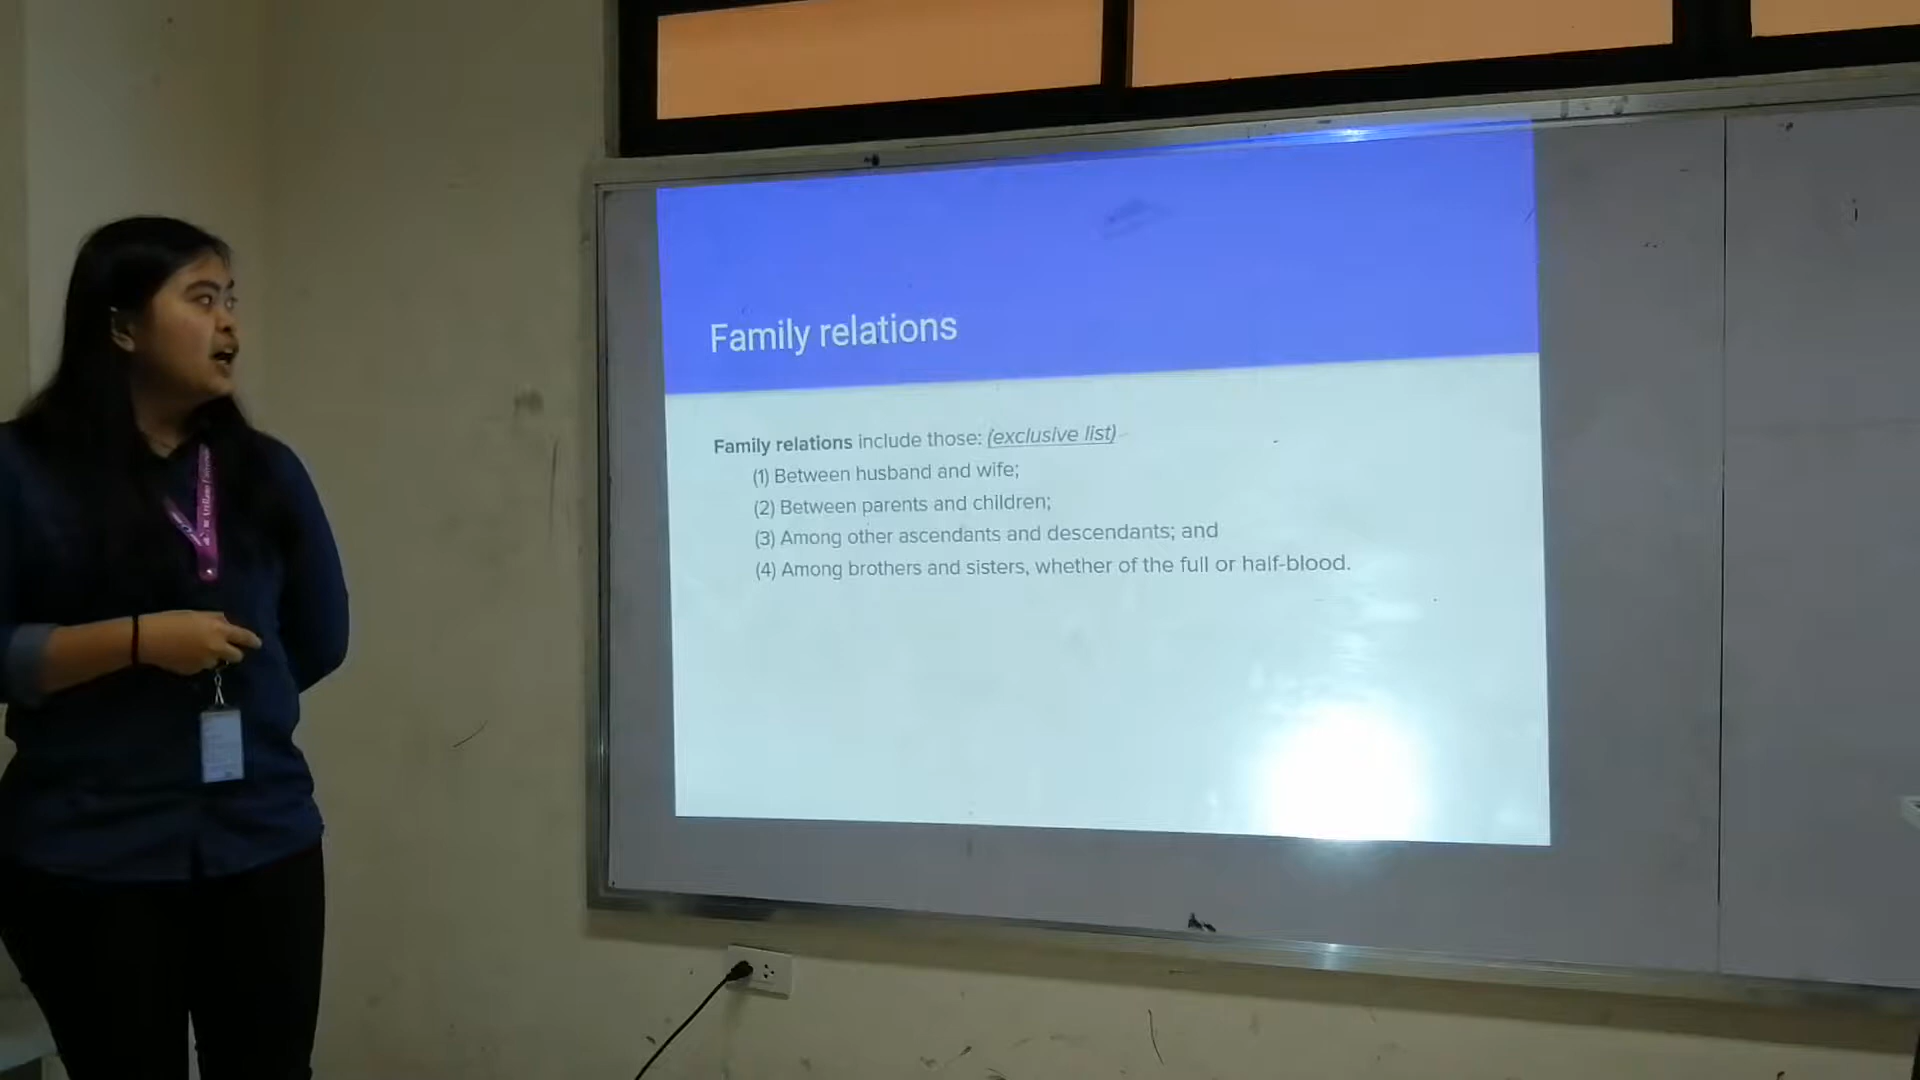 Family relations
Family relations include those: (exclusive list)
(1) Between husband and wife;
(2) Between parents and children;
(3) Among other ascendants and descendants; and
(4) Among brothers and sisters, whether of the full or half-blood.